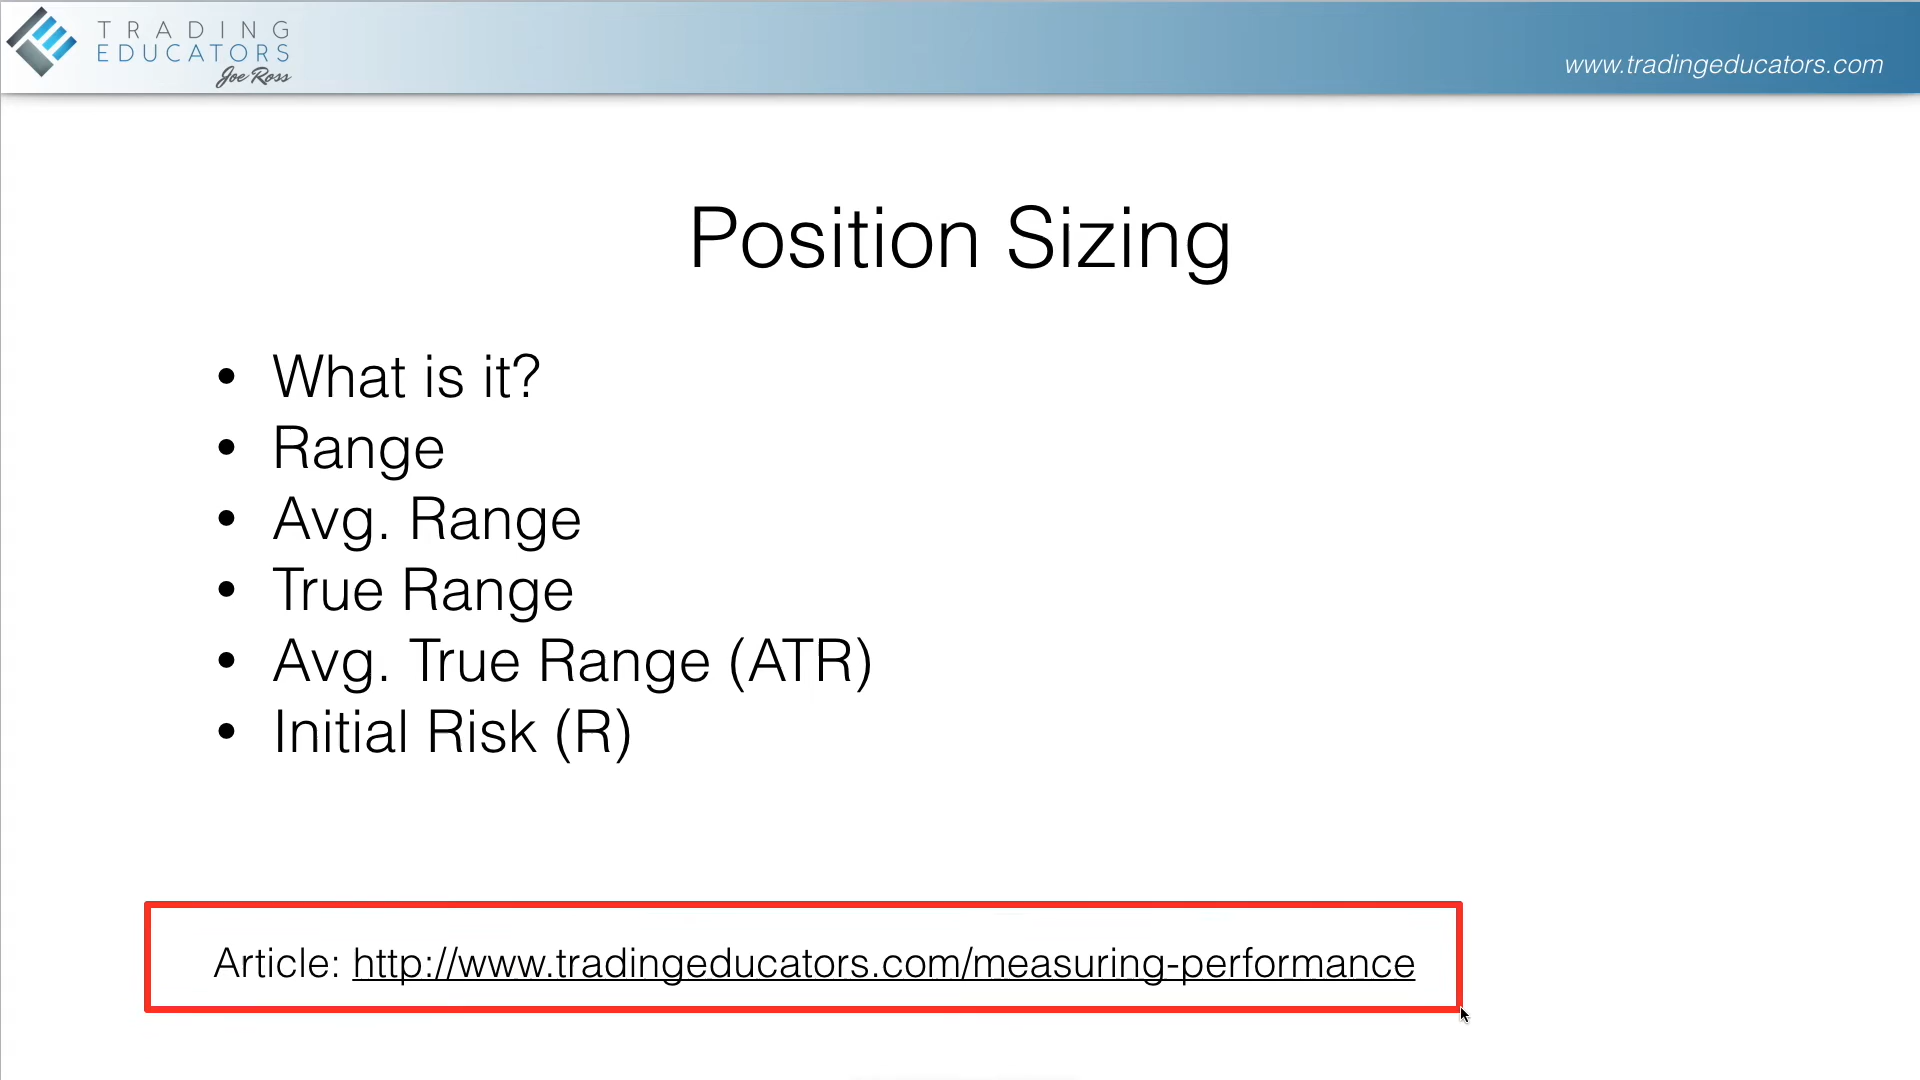 TRADING
EDUCATORS
Joe Ross
www.tradingeducators.com
Position Sizing
• What is it?
• Range
• Avg. Range
• True Range
• Avg. True Range (ATR)
• Initial Risk (R)
Article: http://www.tradingeducators.com/measuring-performance